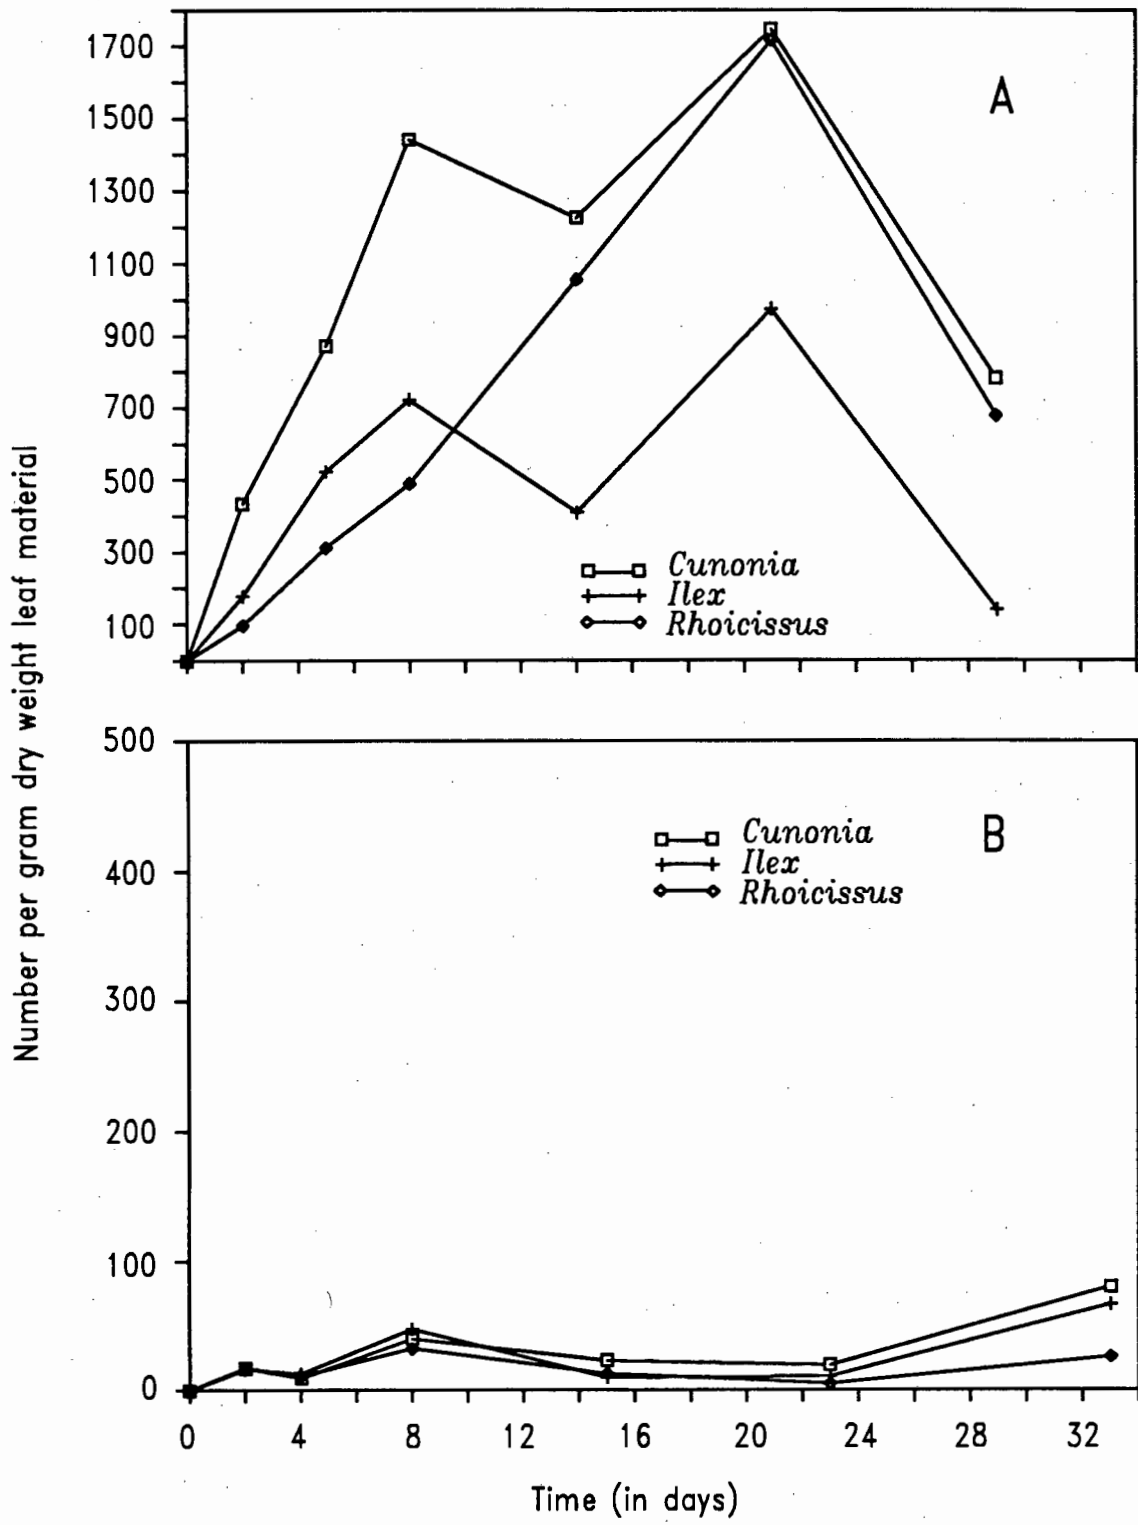 Number per gram dry weight leaf material
1700
1500
1300
1100
900
700
500
300
100
A
Cunonia
Ilex
Rhoicissus
500
400
300
200
100
0
B
Cunonia
Ilex
Rhoicissus
0 4 8 12 16 20 24 28 32
Time (in days)